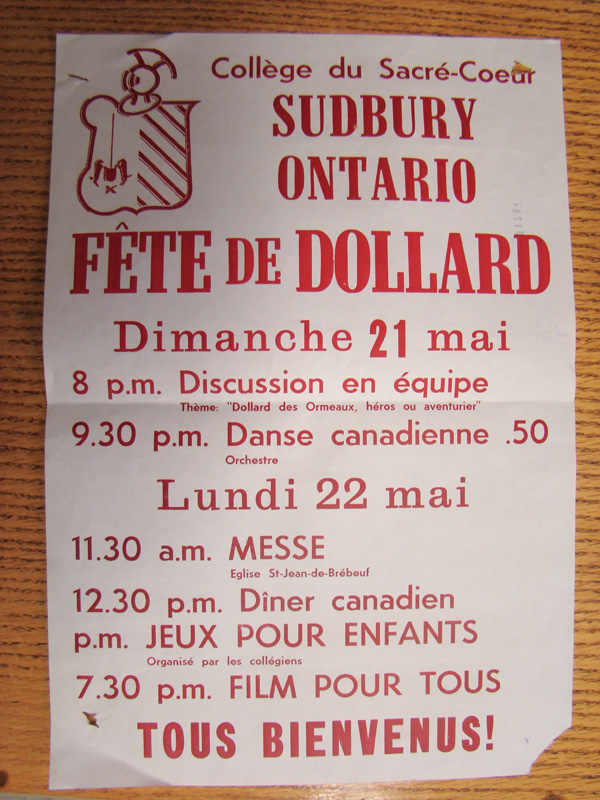 Collège du Sacré-Coeur
SUDBURY
ONTARIO
FÊTE DE DOLLARD
Dimanche 21 mai
8 p.m. Discussion en équipe
Thème: "Dollard des Ormeaux, héros ou aventurier"
9.30 p.m. Danse canadienne .50
Orchestre
Lundi 22 mai
11.30 a.m. MESSE
Eglise St-Jean-de-Brébeuf
12.30 p.m. Dîner canadien
p.m. JEUX POUR ENFANTS
Organisé par les collégiens
7.30 p.m. FILM POUR TOUS
TOUS BIENVENUS!